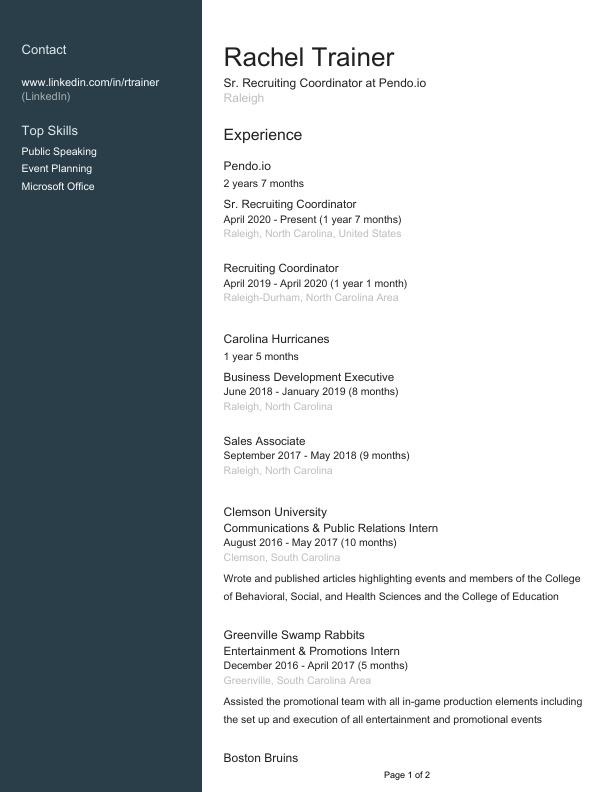 Contact
www.linkedin.com/in/rtrainer
(LinkedIn)
Top Skills
Public Speaking
Event Planning
Microsoft Office
Rachel Trainer
Sr. Recruiting Coordinator at Pendo.io
Raleigh
Experience
Pendo.io
2 years 7 months
Sr. Recruiting Coordinator
April 2020 - Present (1 year 7 months)
Raleigh, North Carolina, United States
Recruiting Coordinator
April 2019 - April 2020 (1 year 1 month)
Raleigh-Durham, North Carolina Area
Carolina Hurricanes
1 year 5 months
Business Development Executive
June 2018 - January 2019 (8 months)
Raleigh, North Carolina
Sales Associate
September 2017 - May 2018 (9 months)
Raleigh, North Carolina
Clemson University
Communications & Public Relations Intern
August 2016 - May 2017 (10 months)
Clemson, South Carolina
Wrote and published articles highlighting events and members of the College
of Behavioral, Social, and Health Sciences and the College of Education
Greenville Swamp Rabbits
Entertainment & Promotions Intern
December 2016 - April 2017 (5 months)
Greenville, South Carolina Area
Assisted the promotional team with all in-game production elements including
the set up and execution of all entertainment and promotional events
Boston Bruins
Page 1 of 2